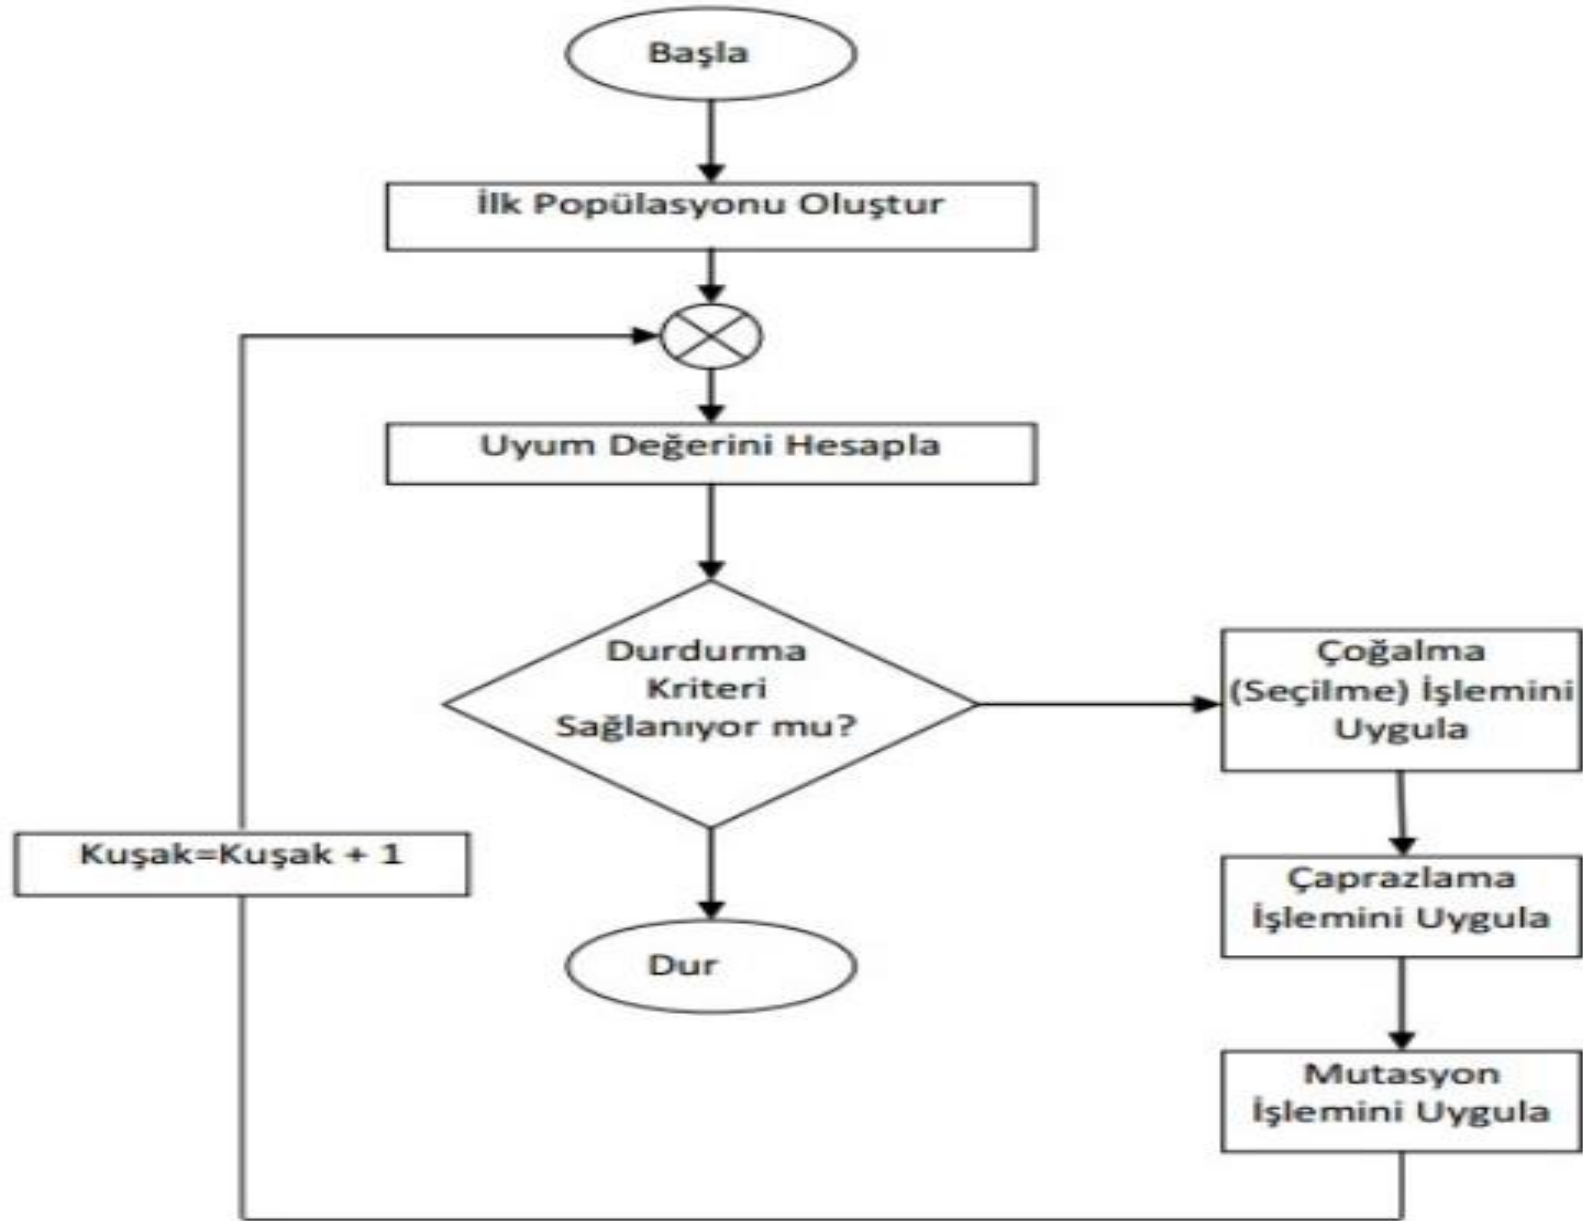 Başla
İlk Popülasyonu Oluştur
Uyum Değerini Hesapla
Durdurma
Kriteri
Sağlanıyor mu?
Çoğalma
(Seçilme) İşlemini
Uygula
Kuşak=Kuşak + 1
Çaprazlama
İşlemini Uygula
Dur
Mutasyon
İşlemini Uygula